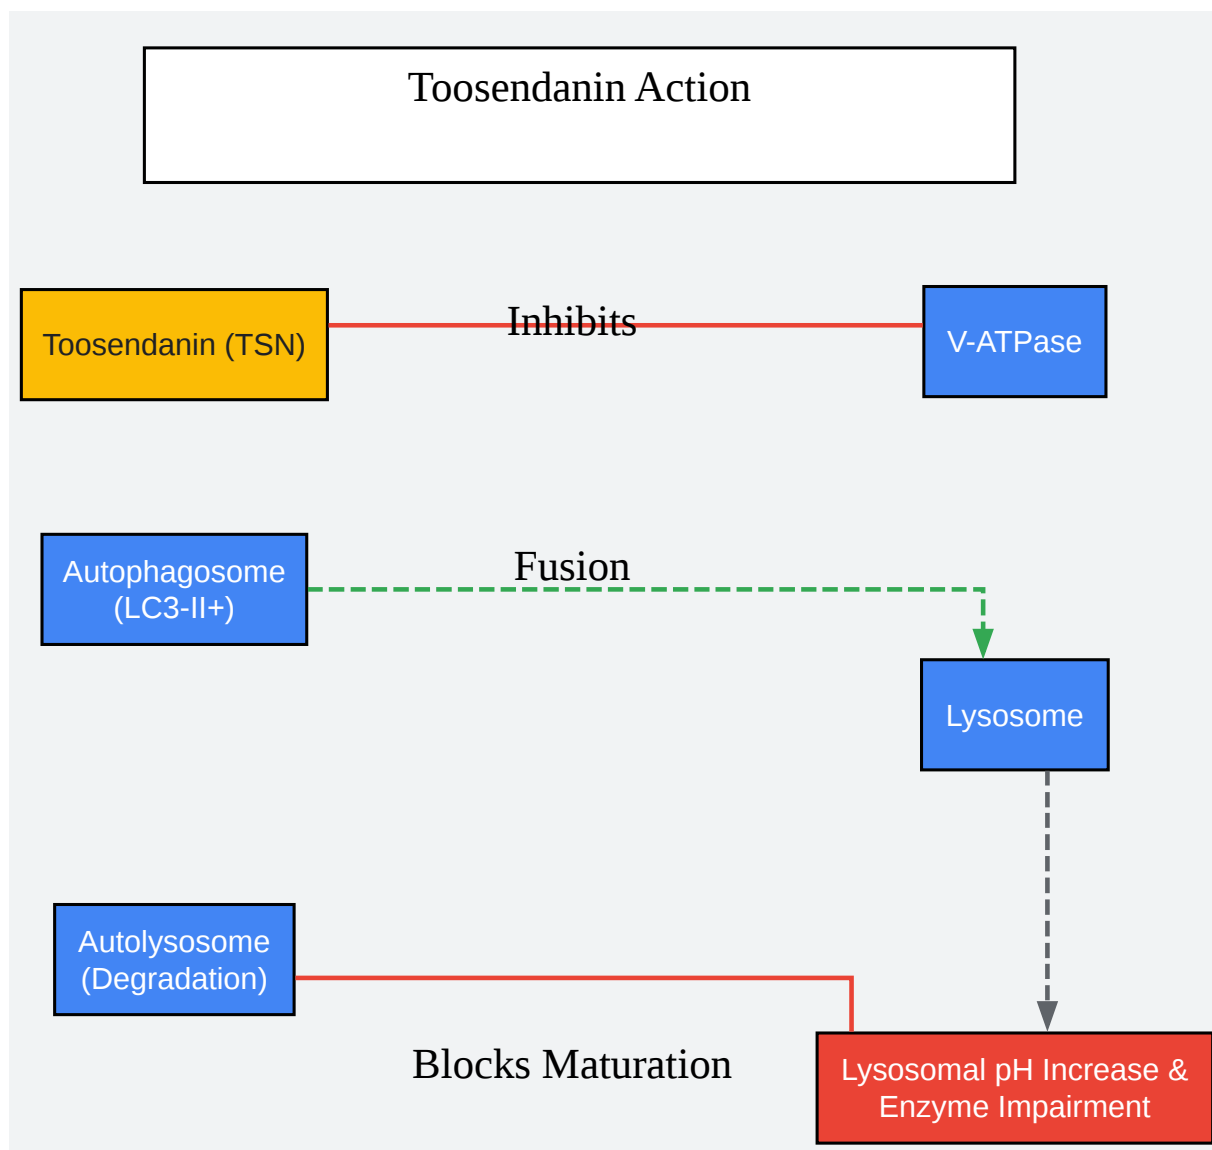 Toosendanin Action
Toosendanin (TSN)
Inhibits
V-ATPase
Autophagosome
(LC3-II+)
Fusion
Lysosome
Autolysosome
(Degradation)
Blocks Maturation
Lysosomal pH Increase &
Enzyme Impairment